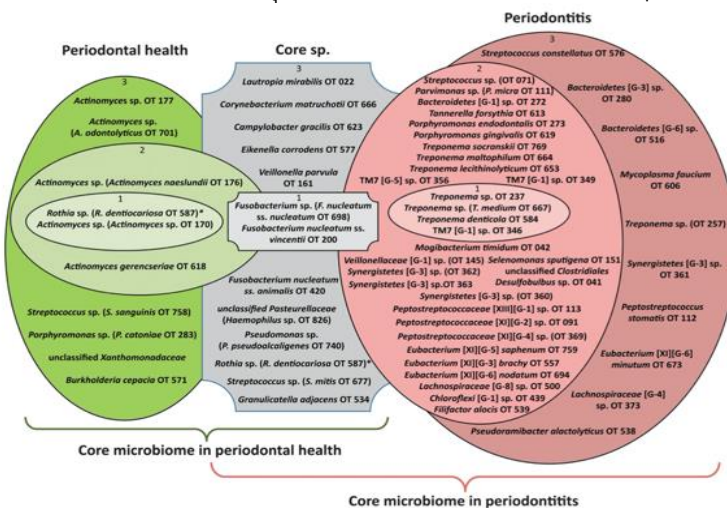 Periodontitis
Periodontal health
Core sp.
3
Actinomyces sp. OT 177
Actinomyces sp.
(A. odontolyticus OT 701)
2
Actinomyces sp. (Actinomyces naeslundii OT 176)
1
Rothia sp. (R. dentiocariosa OT 587)*
Actinomyces sp. (Actinomyces sp. OT 170)
Actinomyces gerencseriae OT 618
Streptococcus sp. (S. sanguinis OT 758)
Porphyromonas sp. (P. catoniae OT 283)
unclassified Xanthomonadaceae
Burkholderia cepacia OT 571
3
Lautropia mirabilis OT 022
Corynebacterium matruchotii OT 666
Campylobacter gracilis OT 623
Eikenella corrodens OT 577
Veillonella parvula
OT 161
1
Fusobacterium sp. (F. nucleatum
ss. nucleatum OT 698)
Fusobacterium nucleatum ss.
vincentii OT 200
Fusobacterium nucleatum
ss. animalis OT 420
unclassified Pasteurellaceae
(Haemophilus sp. OT 826)
Pseudomonas sp.
(P. pseudoalcaligenes OT 740)
Rothia sp. (R. dentiocariosa OT 587)*
Streptococcus sp. (S. mitis OT 677)
Granulicatella adjacens OT 534
2
Streptococcus sp. (OT 071)
Parvimonas sp. (P. micra OT 111)
Bacteroidetes [G-1] sp. OT 272
Tannerella forsythia OT 613
Porphyromonas endodontalis OT 273
Porphyromonas gingivalis OT 619
Treponema socranskii OT 769
Treponema maltophilum OT 664
Treponema lecithinolyticum OT 653
TM7 [G-5] sp. OT 356 TM7 [G-1] sp. OT 349
1
Treponema sp. OT 237
Treponema sp. (T. medium OT 667)
Treponema denticola OT 584
TM7 [G-1] sp. OT 346
Mogibacterium timidum OT 042
Veillonellaceae [G-1] sp. (OT 145) Selenomonas sputigena OT 151
Synergistetes [G-3] sp. (OT 362) unclassified Clostridiales
Synergistetes [G-3] sp.OT 363 Desulfobulbus sp. OT 041
Synergistetes [G-3] sp. (OT 360)
Peptostreptococcaceae [XIII][G-1] sp. OT 113
Peptostreptococcaceae [XI][G-2] sp. OT 091
Peptostreptococcaceae [XI][G-4] sp. (OT 369)
Eubacterium [XI][G-5] saphenum OT 759
Eubacterium [XI][G-3] brachy OT 557
Eubacterium [XI][G-6] nodatum OT 694
Lachnospiraceae [G-8] sp. OT 500
Chloroflexi [G-1] sp. OT 439
Filifactor alocis OT 539
3
Streptococcus constellatus OT 576
Bacteroidetes [G-3] sp.
OT 280
Bacteroidetes [G-6] sp.
OT 516
Mycoplasma faucium
OT 606
Treponema sp. (OT 257)
Synergistetes [G-3] sp.
OT 361
Peptostreptococcus
stomatis OT 112
Eubacterium [XI][G-6]
minutum OT 673
Lachnospiraceae [G-4]
sp. OT 373
Pseudoramibacter alactolyticus OT 538
Core microbiome in periodontal health
Core microbiome in periodontitits